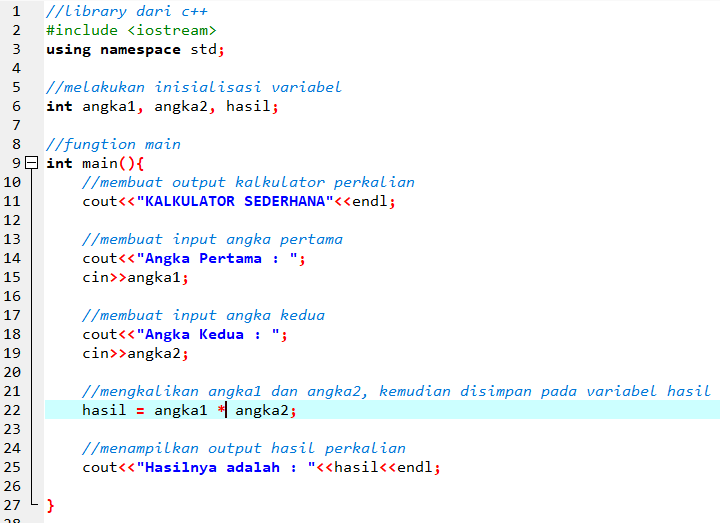 1 //library dari c++
2 #include <iostream>
3 using namespace std;
4
5 //melakukan inisialisasi variabel
6 int angka1, angka2, hasil;
7
8 //fungtion main
9 int main(){
10 //membuat output kalkulator perkalian
11 cout<<"KALKULATOR SEDERHANA"<<endl;
12
13 //membuat input angka pertama
14 cout<<"Angka Pertama : ";
15 cin>>angka1;
16
17 //membuat input angka kedua
18 cout<<"Angka Kedua : ";
19 cin>>angka2;
20
21 //mengkalikan angka1 dan angka2, kemudian disimpan pada variabel hasil
22 hasil = angka1 * angka2;
23
24 //menampilkan output hasil perkalian
25 cout<<"Hasilnya adalah : "<<hasil<<endl;
26
27 }
28